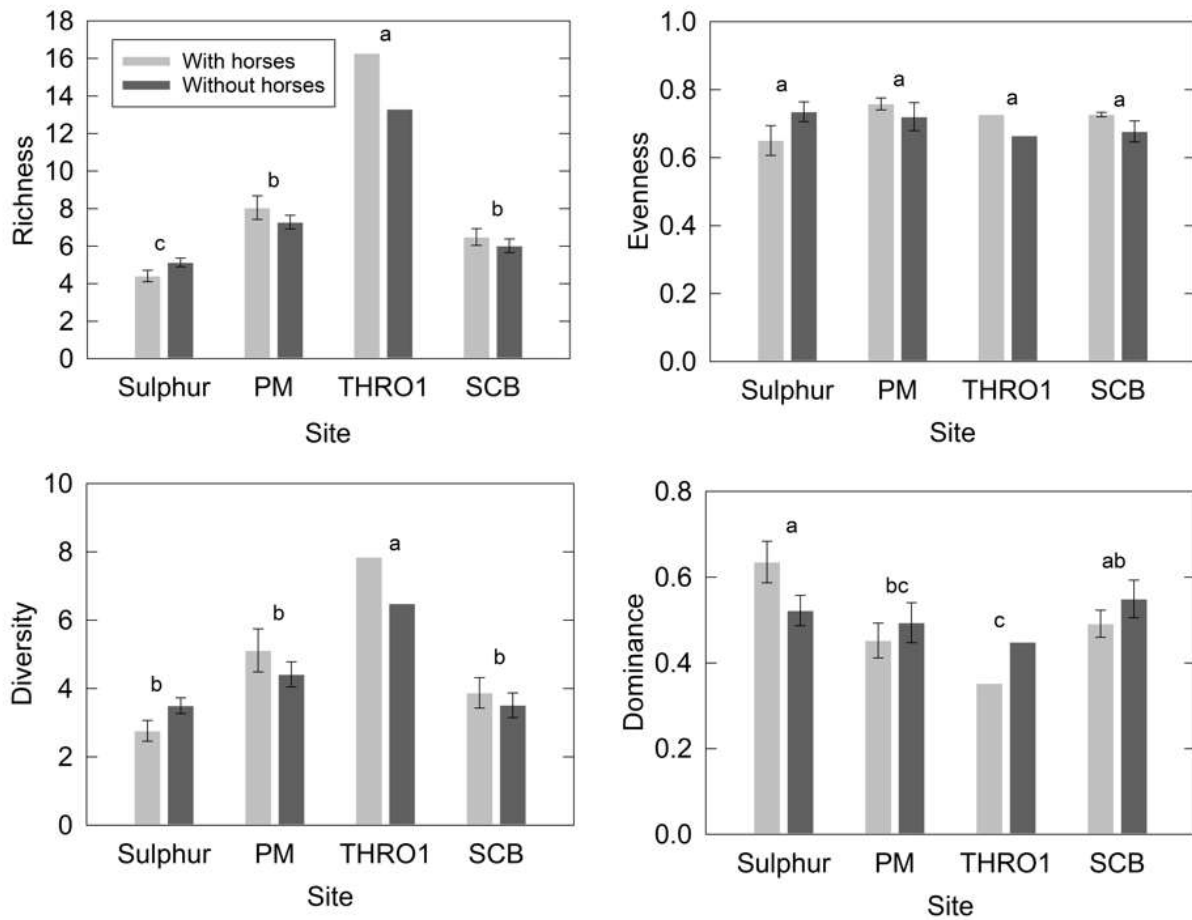 18
16
14
12
10
8
6
4
2
0
Richness
With horses
Without horses
a
b
b
c
Sulphur PM THRO1 SCB
Site
1.0
0.8
0.6
0.4
0.2
0.0
Evenness
a a a a
Sulphur PM THRO1 SCB
Site
10
8
6
4
2
0
Diversity
a
b
b
b
Sulphur PM THRO1 SCB
Site
0.8
0.6
0.4
0.2
0.0
Dominance
a
bc
c
ab
Sulphur PM THRO1 SCB
Site